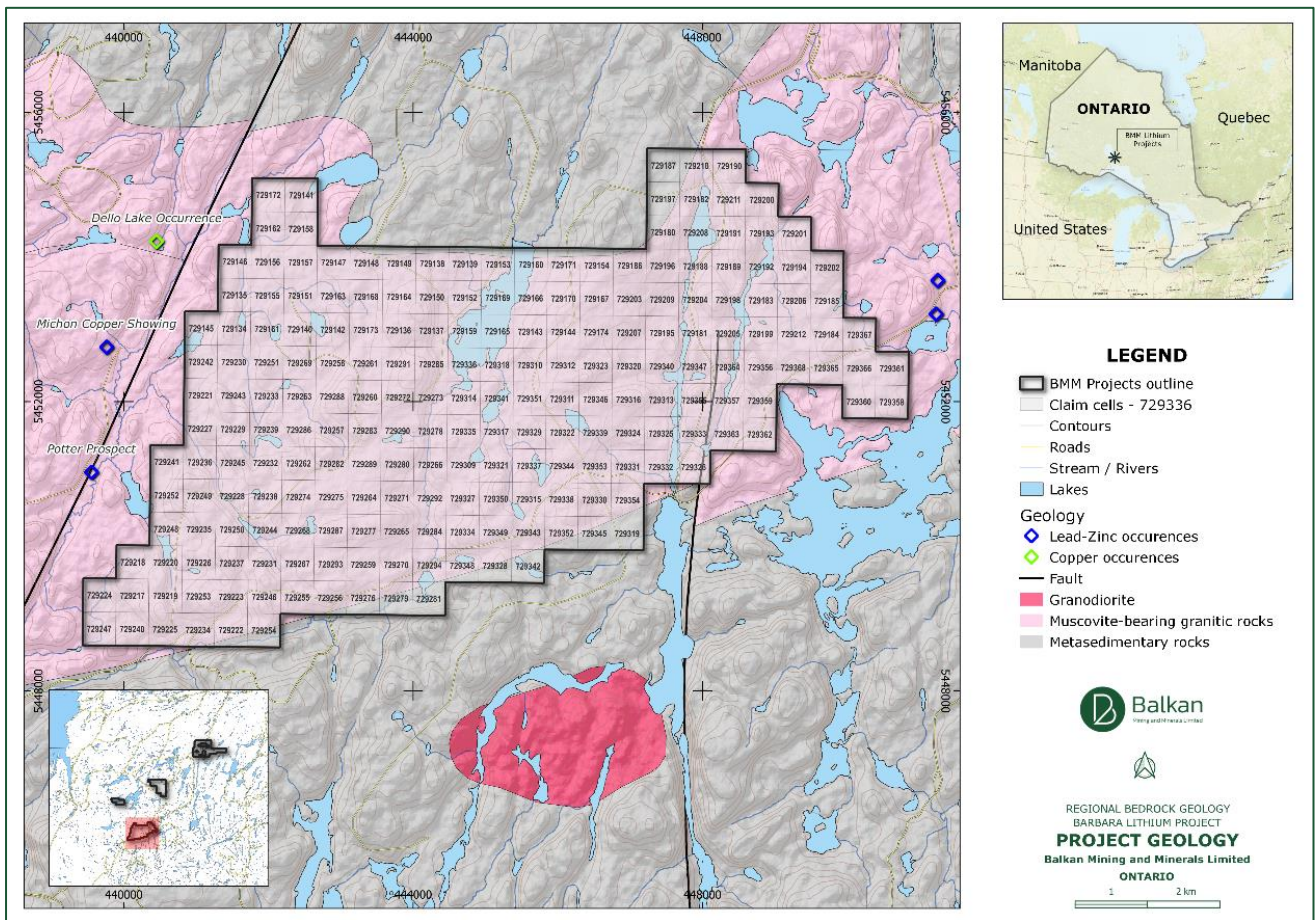 440000 444000 448000
5456000 5456000
729187 729218 729190
729172 729141 729197 729182 729211 729200
Dello Lake Occurrence
729162 729158 729180 729208 729191 729193 729201
729146 729156 729157 729147 729148 729149 729138 729139 729153 729160 729171 729154 729186 729196 729188 729189 729192 729194 729202
729135 729155 729151 729163 729168 729164 729150 729152 729169 729166 729170 729167 729203 729209 729204 729198 729183 729206 729185
Michon Copper Showing
729145 729134 729161 729140 729142 729173 729136 729137 729159 729165 729143 729144 729174 729207 729195 729181 729205 729199 729212 729184 729367
729242 729230 729251 729269 729258 729261 729291 729285 729336 729318 729310 729312 729323 729320 729340 729347 729364 729356 729368 729365 729366 729361
5452000 5452000
729221 729243 729233 729263 729288 729260 729272 729273 729314 729341 729351 729311 729346 729316 729313 729357 729359 729360 729358
729227 729229 729239 729286 729257 729283 729290 729278 729335 729317 729329 729322 729339 729324 729325 729333 729363 729362
Potter Prospect
729241 729236 729245 729232 729262 729282 729289 729280 729266 729309 729321 729337 729344 729353 729331 729332 729326
729252 729249 729228 729238 729274 729275 729264 729271 729292 729327 729350 729315 729338 729330 729354
729248 729235 729250 729244 729268 729287 729277 729265 729284 729334 729349 729343 729352 729345 729319
729218 729220 729226 729237 729231 729267 729293 729259 729270 729294 729348 729328 729342
729224 729217 729219 729253 729223 729246 729255 729256 729276 729279 729281
729247 729240 729225 729234 729222 729254
5448000 5448000
440000 444000 448000
Manitoba
ONTARIO
Quebec
BMM Lithium
Projects
United States
LEGEND
BMM Projects outline
Claim cells - 729336
Contours
Roads
Stream / Rivers
Lakes
Geology
Lead-Zinc occurences
Copper occurences
Fault
Granodiorite
Muscovite-bearing granitic rocks
Metasedimentary rocks
Balkan
Mining and Minerals Limited
REGIONAL BEDROCK GEOLOGY
BARBARA LITHIUM PROJECT
PROJECT GEOLOGY
Balkan Mining and Minerals Limited
ONTARIO
1 2 km